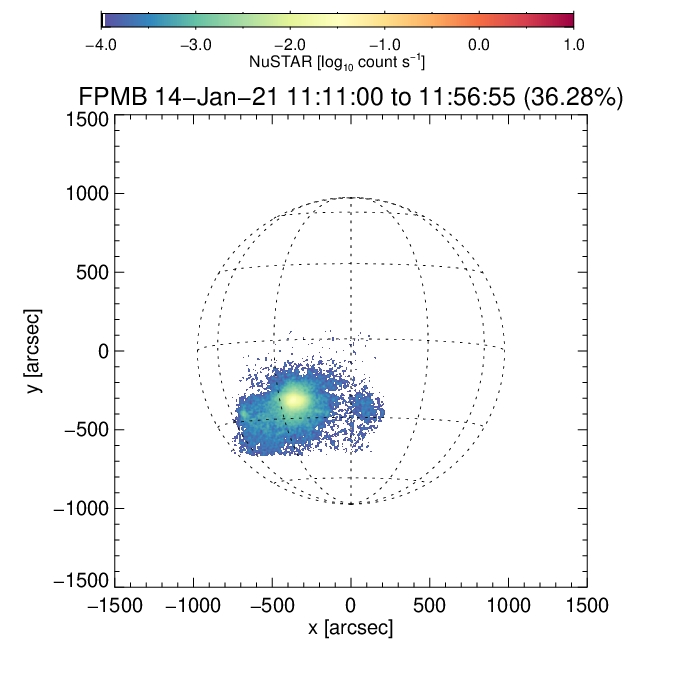 −4.0 −3.0 −2.0 −1.0 0.0 1.0
NuSTAR [log₁₀ count s⁻¹]
FPMB 14−Jan−21 11:11:00 to 11:56:55 (36.28%)
1500
1000
500
0
−500
−1000
−1500
y [arcsec]
−1500 −1000 −500 0 500 1000 1500
x [arcsec]